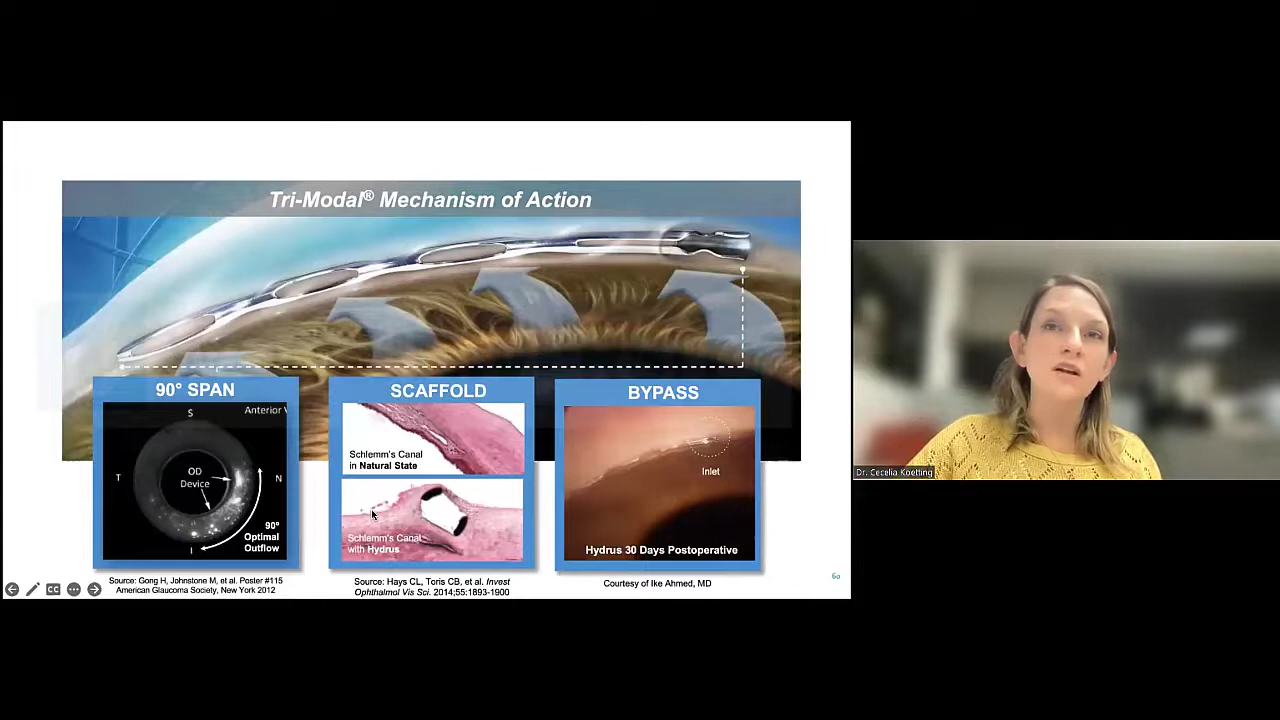 Tri-Modal® Mechanism of Action
90° SPAN
S
Anterior
T
OD
Device
N
90°
Optimal
Outflow
I
Source: Gong H, Johnstone M, et al. Poster #115
American Glaucoma Society, New York 2012
SCAFFOLD
Schlemm's Canal
in Natural State
Schlemm's Canal
with Hydrus
Source: Hays CL, Toris CB, et al. Invest
Ophthalmol Vis Sci. 2014;55:1893-1900
BYPASS
Inlet
Hydrus 30 Days Postoperative
Courtesy of Ike Ahmed, MD
CC
Dr. Cecelia Koetting